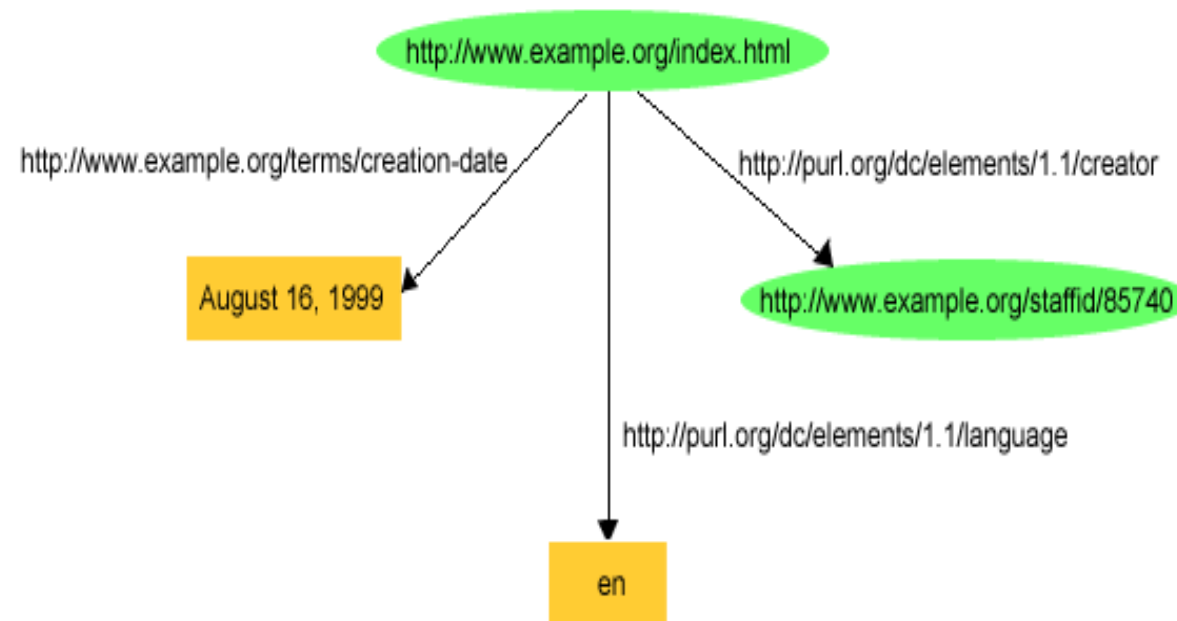 http://www.example.org/index.html
http://www.example.org/terms/creation-date
http://purl.org/dc/elements/1.1/creator
August 16, 1999
http://www.example.org/staffid/85740
http://purl.org/dc/elements/1.1/language
en